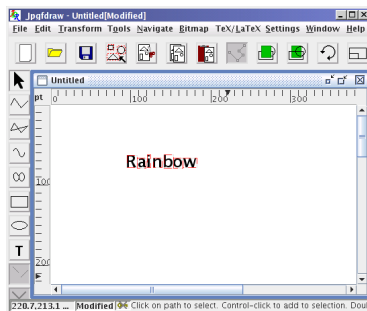 Jpgfdraw - Untitled[Modified]
File Edit Transform Tools Navigate Bitmap TeX/LaTeX Settings Window Help
Untitled
pt 0 100 200 300
Rainbow
100
200
T
220.7,213.1 ... Modified Click on path to select. Control-click to add to selection. Dou